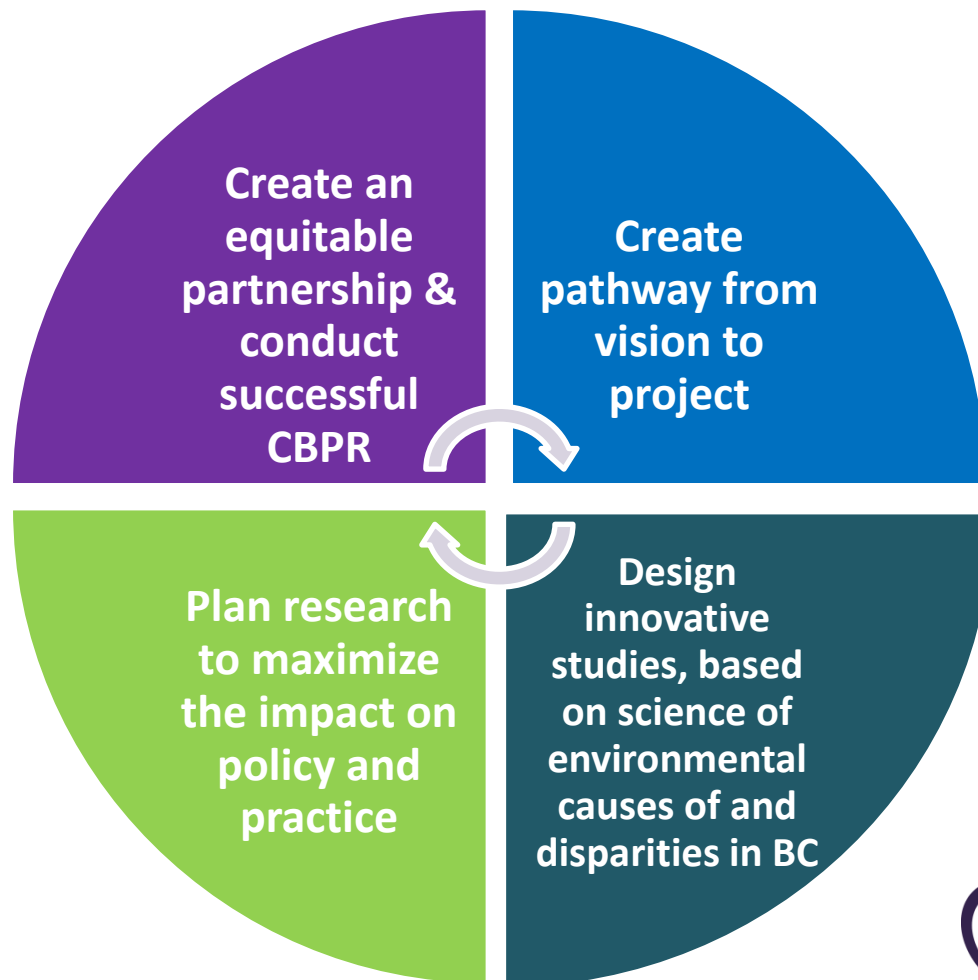 Create an
equitable
partnership &
conduct
successful
CBPR
Create
pathway from
vision to
project
Plan research
to maximize
the impact on
policy and
practice
Design
innovative
studies, based
on science of
environmental
causes of and
disparities in BC